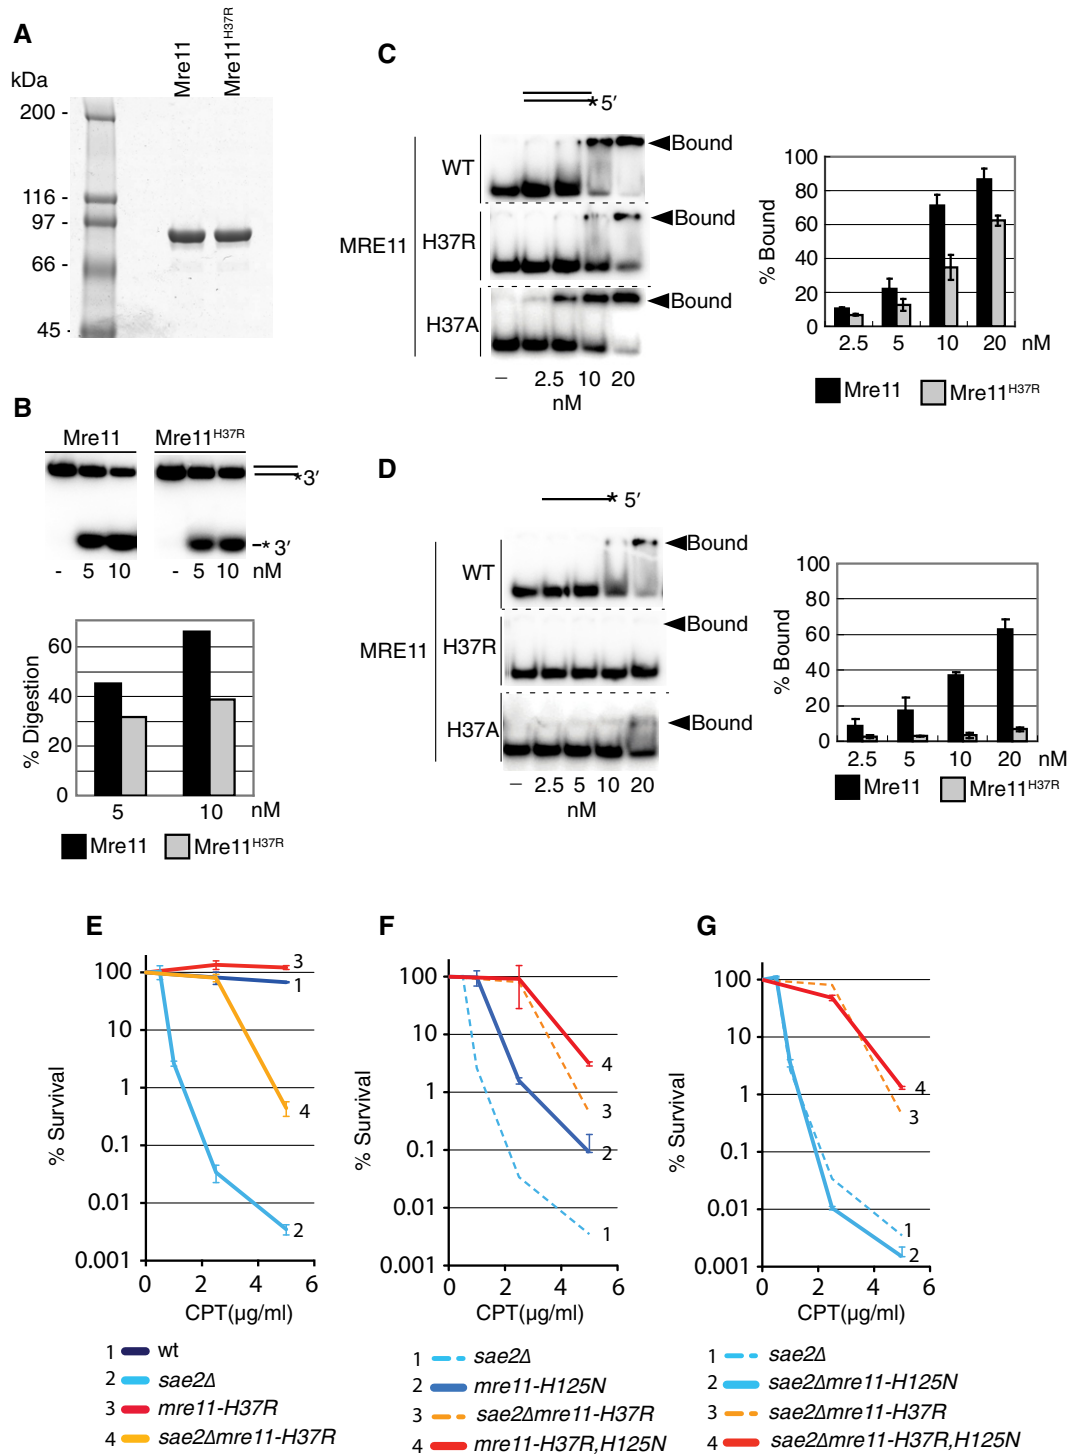 A
kDa
Mre11
Mre11H37R
200 -
116 -
97 -
66 -
45 -
B
Mre11
Mre11H37R
*3′
-* 3′
- 5 10
- 5 10 nM
% Digestion
60
40
20
0
5
10
nM
Mre11
Mre11H37R
C
* 5′
MRE11
WT
Bound
H37R
Bound
H37A
Bound
– 2.5 10 20
nM
% Bound
100
80
60
40
20
0
2.5 5 10 20 nM
Mre11
Mre11H37R
D
* 5′
MRE11
WT
Bound
H37R
Bound
H37A
Bound
– 2.5 5 10 20
nM
% Bound
100
80
60
40
20
0
2.5 5 10 20 nM
Mre11
Mre11H37R
E
% Survival
100
10
1
0.1
0.01
0.001
3
1
4
2
0 2 4 6
CPT(µg/ml)
1 wt
2 sae2Δ
3 mre11-H37R
4 sae2Δmre11-H37R
F
% Survival
100
10
1
0.1
0.01
0.001
4
3
2
1
0 2 4 6
CPT(µg/ml)
1 sae2Δ
2 mre11-H125N
3 sae2Δmre11-H37R
4 mre11-H37R,H125N
G
% Survival
100
10
1
0.1
0.01
0.001
4
3
1
2
0 2 4 6
CPT(µg/ml)
1 sae2Δ
2 sae2Δmre11-H125N
3 sae2Δmre11-H37R
4 sae2Δmre11-H37R,H125N